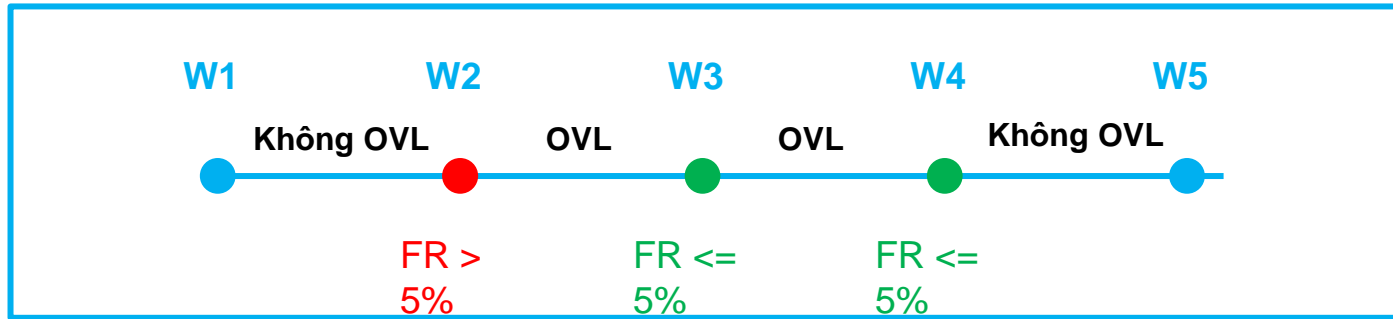 W1 W2 W3 W4 W5
Không OVL OVL OVL Không OVL
FR > FR <= FR <=
5% 5% 5%